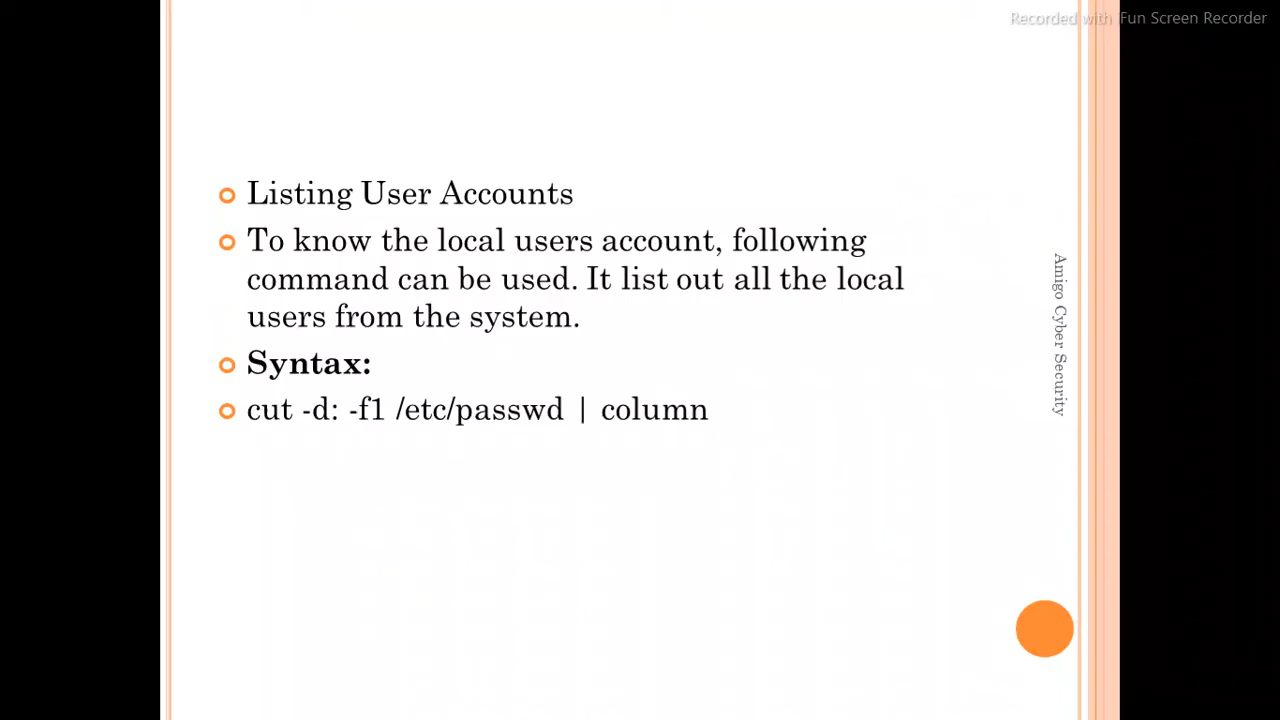 Recorded with iFun Screen Recorder
Listing User Accounts
To know the local users account, following
command can be used. It list out all the local
users from the system.
Syntax:
cut -d: -f1 /etc/passwd | column
Amigo Cyber Security